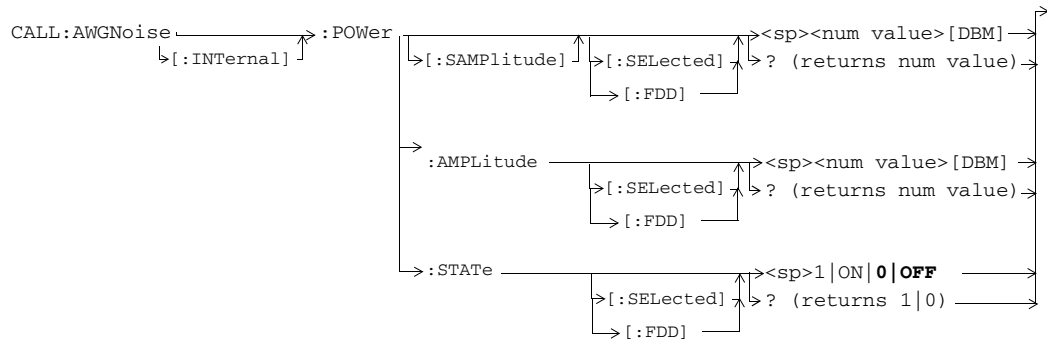 CALL:AWGNoise :POWer <sp><num value>[DBM]
[:INTernal] [:SAMPlitude] [:SELected] ? (returns num value)
[:FDD]
:AMPLitude <sp><num value>[DBM]
[:SELected] ? (returns num value)
[:FDD]
:STATe <sp>1|ON|0|OFF
[:SELected] ? (returns 1|0)
[:FDD]